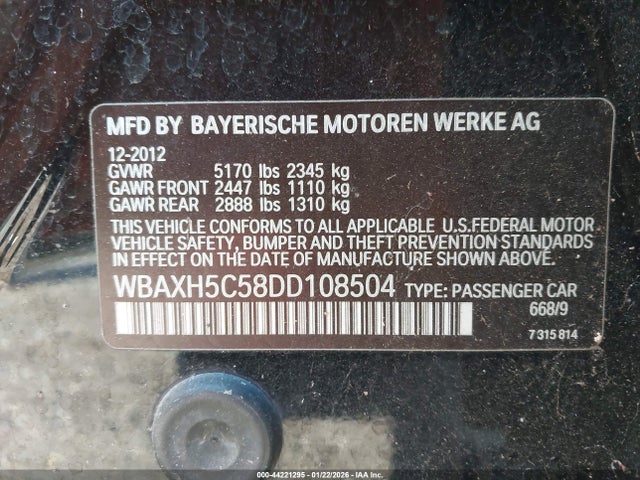 MFD BY BAYERISCHE MOTOREN WERKE AG
12-2012
GVWR 5170 lbs 2345 kg
GAWR FRONT 2447 lbs 1110 kg
GAWR REAR 2888 lbs 1310 kg
THIS VEHICLE CONFORMS TO ALL APPLICABLE U.S.FEDERAL MOTOR
VEHICLE SAFETY, BUMPER AND THEFT PREVENTION STANDARDS
IN EFFECT ON THE DATE OF MANUFACTURE SHOWN ABOVE.
WBAXH5C58DD108504 TYPE: PASSENGER CAR
668/9
7 315 814
000-44221295 - 01/22/2026 - IAA Inc.